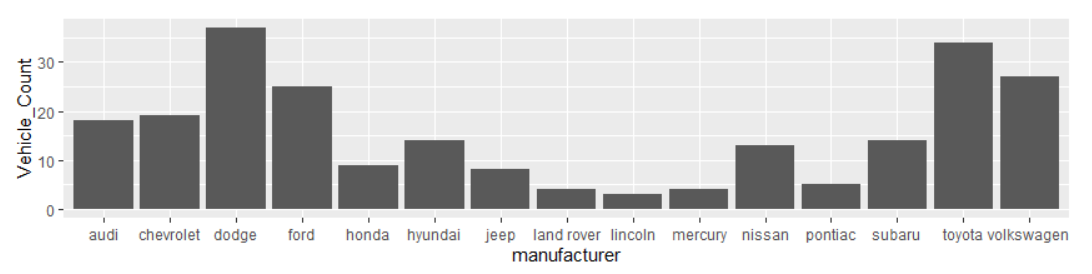 Vehicle_Count
30
20
10
0
audi chevrolet dodge ford honda hyundai jeep land rover lincoln mercury nissan pontiac subaru toyota volkswagen
manufacturer